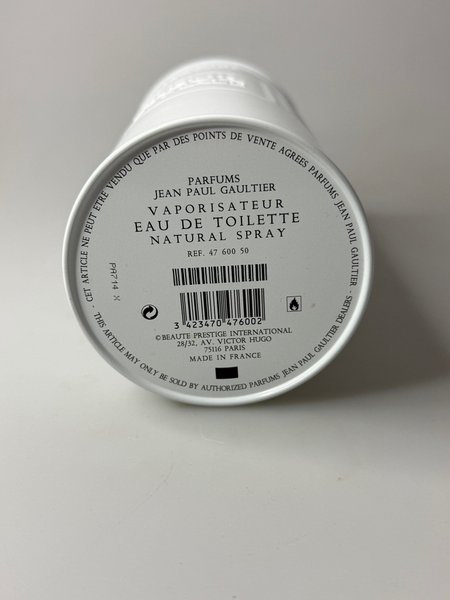 - CET ARTICLE NE PEUT ÊTRE VENDU QUE PAR DES POINTS DE VENTE AGREES PARFUMS JEAN PAUL GAULTIER
PARFUMS
JEAN PAUL GAULTIER
VAPORISATEUR
EAU DE TOILETTE
NATURAL SPRAY
REF. 47 600 50
PA714 X
3 423470 476002
© BEAUTE PRESTIGE INTERNATIONAL
28/32, AV. VICTOR HUGO
75116 PARIS
MADE IN FRANCE
- THIS ARTICLE MAY ONLY BE SOLD BY AUTHORIZED PARFUMS JEAN PAUL GAULTIER DEALERS -